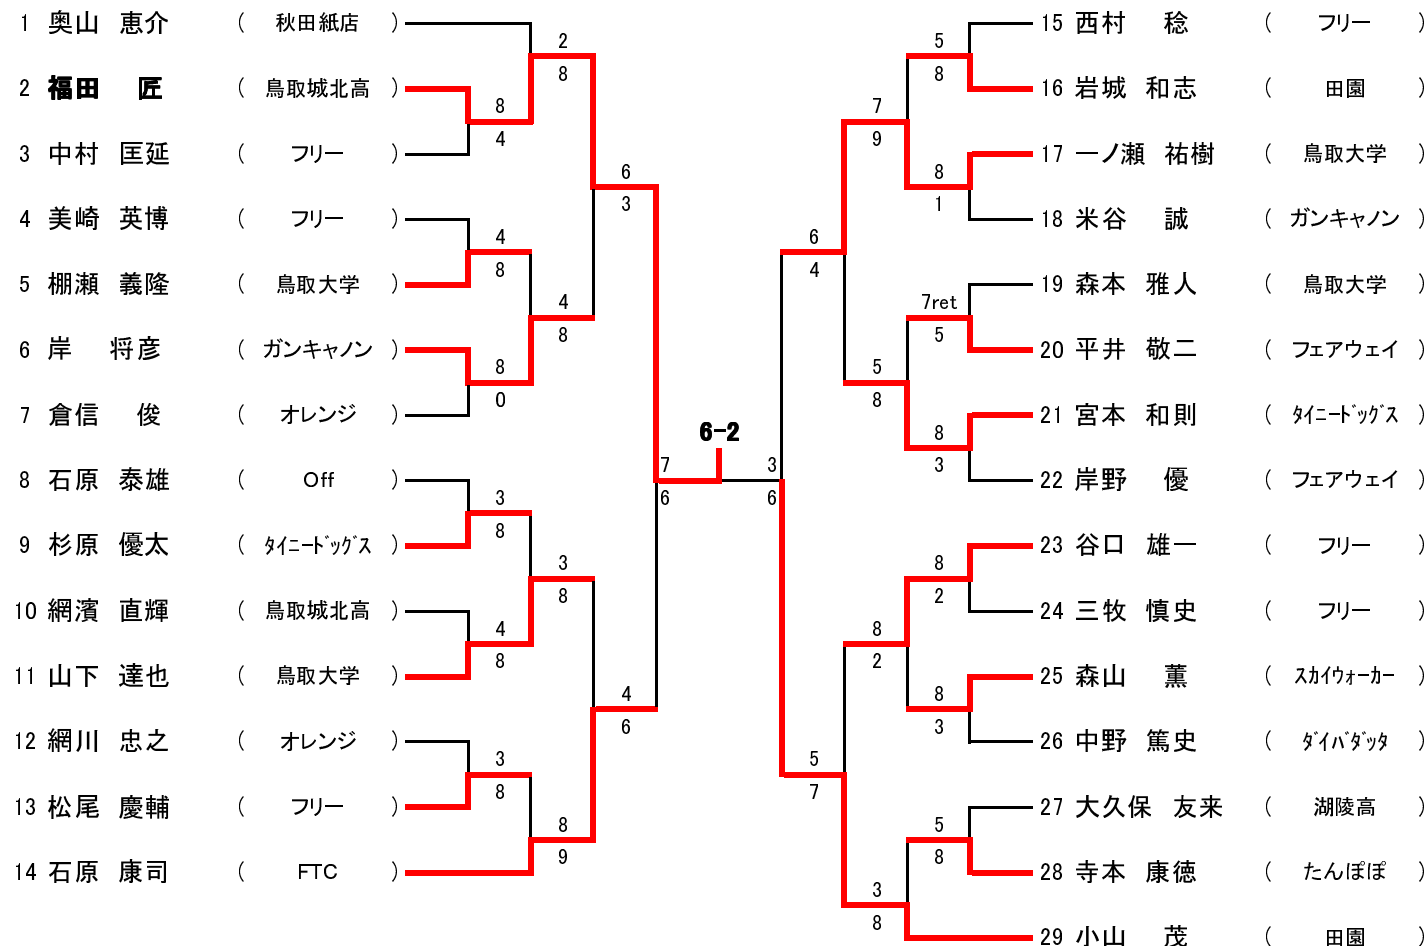 1 奥山 恵介 ( 秋田紙店 )
2 福田 匠 ( 鳥取城北高 )
3 中村 匡延 ( フリー )
4 美崎 英博 ( フリー )
5 棚瀬 義隆 ( 鳥取大学 )
6 岸 将彦 ( ガンキャノン )
7 倉信 俊 ( オレンジ )
8 石原 泰雄 ( Off )
9 杉原 優太 ( ﾀｲﾆｰﾄﾞｯｸﾞｽ )
10 網濱 直輝 ( 鳥取城北高 )
11 山下 達也 ( 鳥取大学 )
12 網川 忠之 ( オレンジ )
13 松尾 慶輔 ( フリー )
14 石原 康司 ( FTC )
8
4
4
8
8
0
3
8
4
8
3
8
2
8
4
8
3
8
8
9
6
3
4
6
7
6
6-2
3
6
6
4
5
7
7
9
5
8
8
2
3
8
5
8
8
1
7ret
5
8
3
8
2
8
3
5
8
15 西村 稔 ( フリー )
16 岩城 和志 ( 田園 )
17 一ノ瀬 祐樹 ( 鳥取大学 )
18 米谷 誠 ( ガンキャノン )
19 森本 雅人 ( 鳥取大学 )
20 平井 敬二 ( フェアウェイ )
21 宮本 和則 ( ﾀｲﾆｰﾄﾞｯｸﾞｽ )
22 岸野 優 ( フェアウェイ )
23 谷口 雄一 ( フリー )
24 三牧 慎史 ( フリー )
25 森山 薫 ( ｽｶｲｳｫｰｶｰ )
26 中野 篤史 ( ﾀﾞｲﾊﾞﾀﾞｯﾀ )
27 大久保 友来 ( 湖陵高 )
28 寺本 康徳 ( たんぽぽ )
29 小山 茂 ( 田園 )